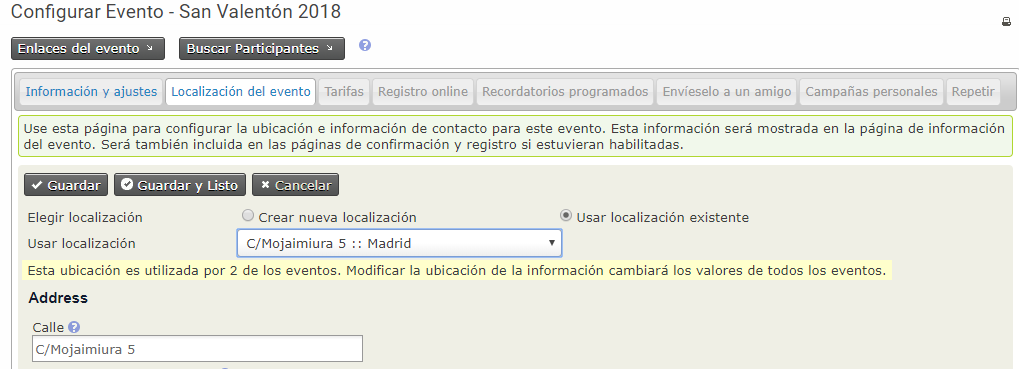 Configurar Evento - San Valentón 2018
Enlaces del evento Buscar Participantes ?
Información y ajustes Localización del evento Tarifas Registro online Recordatorios programados Envíeselo a un amigo Campañas personales Repetir
Use esta página para configurar la ubicación e información de contacto para este evento. Esta información será mostrada en la página de información
del evento. Será también incluida en las páginas de confirmación y registro si estuvieran habilitadas.
Guardar Guardar y Listo Cancelar
Elegir localización Crear nueva localización Usar localización existente
Usar localización C/Mojaimiura 5 :: Madrid
Esta ubicación es utilizada por 2 de los eventos. Modificar la ubicación de la información cambiará los valores de todos los eventos.
Address
Calle ?
C/Mojaimiura 5